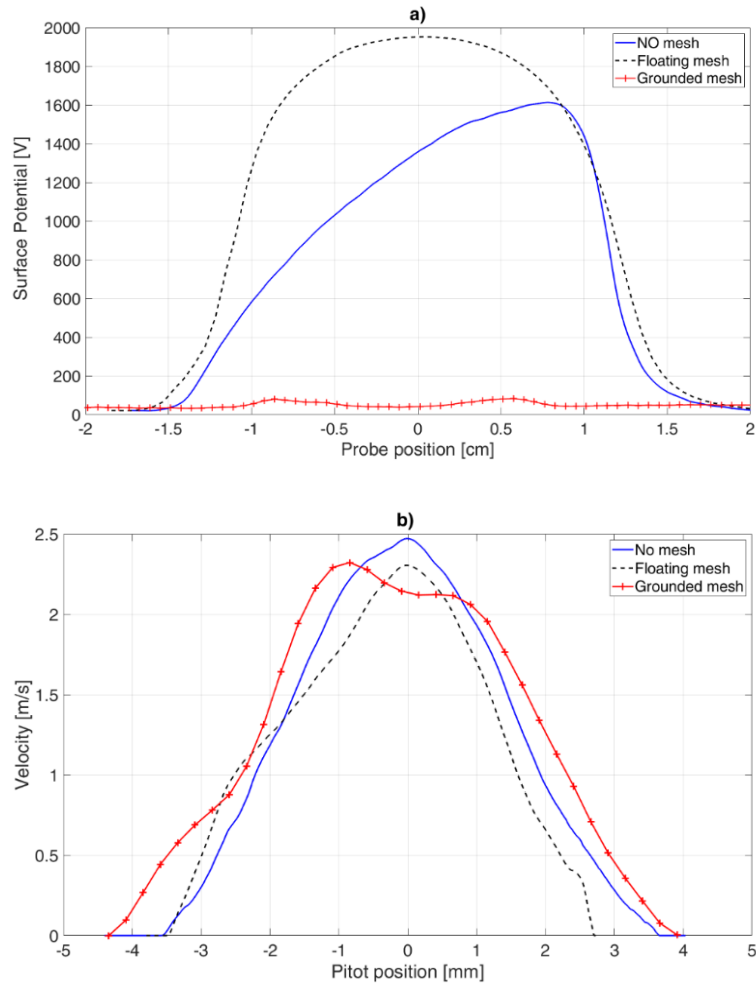 a)
2000
1800
1600
1400
1200
1000
800
600
400
200
0
Surface Potential [V]
NO mesh
Floating mesh
Grounded mesh
-2 -1.5 -1 -0.5 0 0.5 1 1.5 2
Probe position [cm]
b)
2.5
2
1.5
1
0.5
0
Velocity [m/s]
No mesh
Floating mesh
Grounded mesh
-5 -4 -3 -2 -1 0 1 2 3 4 5
Pitot position [mm]